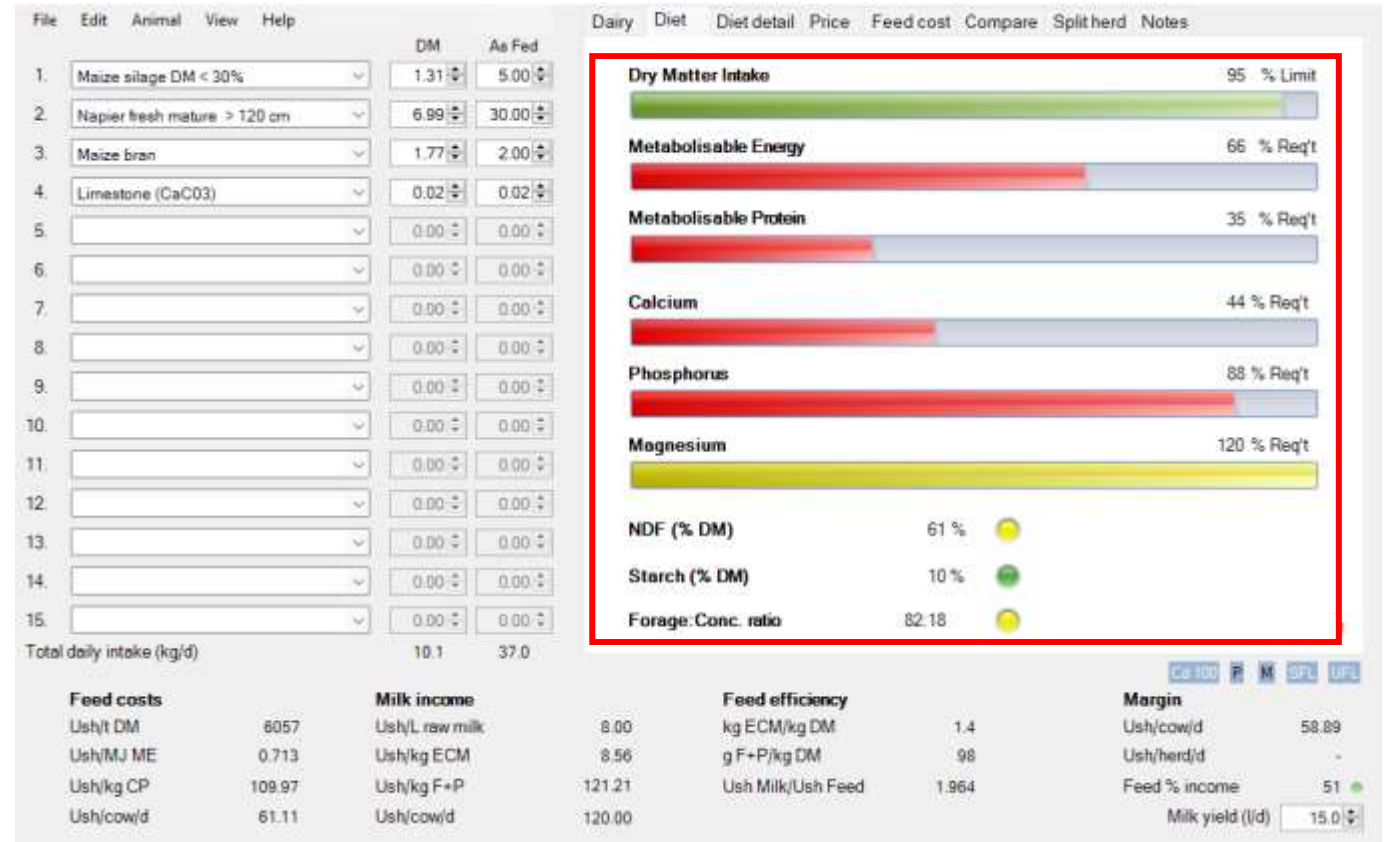 File Edit Animal View Help
DM As Fed
1. Maize silage DM < 30% 1.31 5.00
2. Napier fresh mature > 120 cm 6.99 30.00
3. Maize bran 1.77 2.00
4. Limestone (CaC03) 0.02 0.02
5. 0.00 0.00
6. 0.00 0.00
7. 0.00 0.00
8. 0.00 0.00
9. 0.00 0.00
10. 0.00 0.00
11. 0.00 0.00
12. 0.00 0.00
13. 0.00 0.00
14. 0.00 0.00
15. 0.00 0.00
Total daily intake (kg/d) 10.1 37.0
Dairy Diet Diet detail Price Feed cost Compare Split herd Notes
Dry Matter Intake 95 % Limit
Metabolisable Energy 66 % Req't
Metabolisable Protein 35 % Req't
Calcium 44 % Req't
Phosphorus 88 % Req't
Magnesium 120 % Req't
NDF (% DM) 61 %
Starch (% DM) 10 %
Forage:Conc. ratio 82:18
P M SFL UFL
Feed costs
Ush/t DM 6057
Ush/MJ ME 0.713
Ush/kg CP 109.97
Ush/cow/d 61.11
Milk income
Ush/L raw milk 8.00
Ush/kg ECM 8.56
Ush/kg F+P 121.21
Ush/cow/d 120.00
Feed efficiency
kg ECM/kg DM 1.4
g F+P/kg DM 98
Ush Milk/Ush Feed 1.964
Margin
Ush/cow/d 58.89
Ush/herd/d -
Feed % income 51
Milk yield (l/d) 15.0